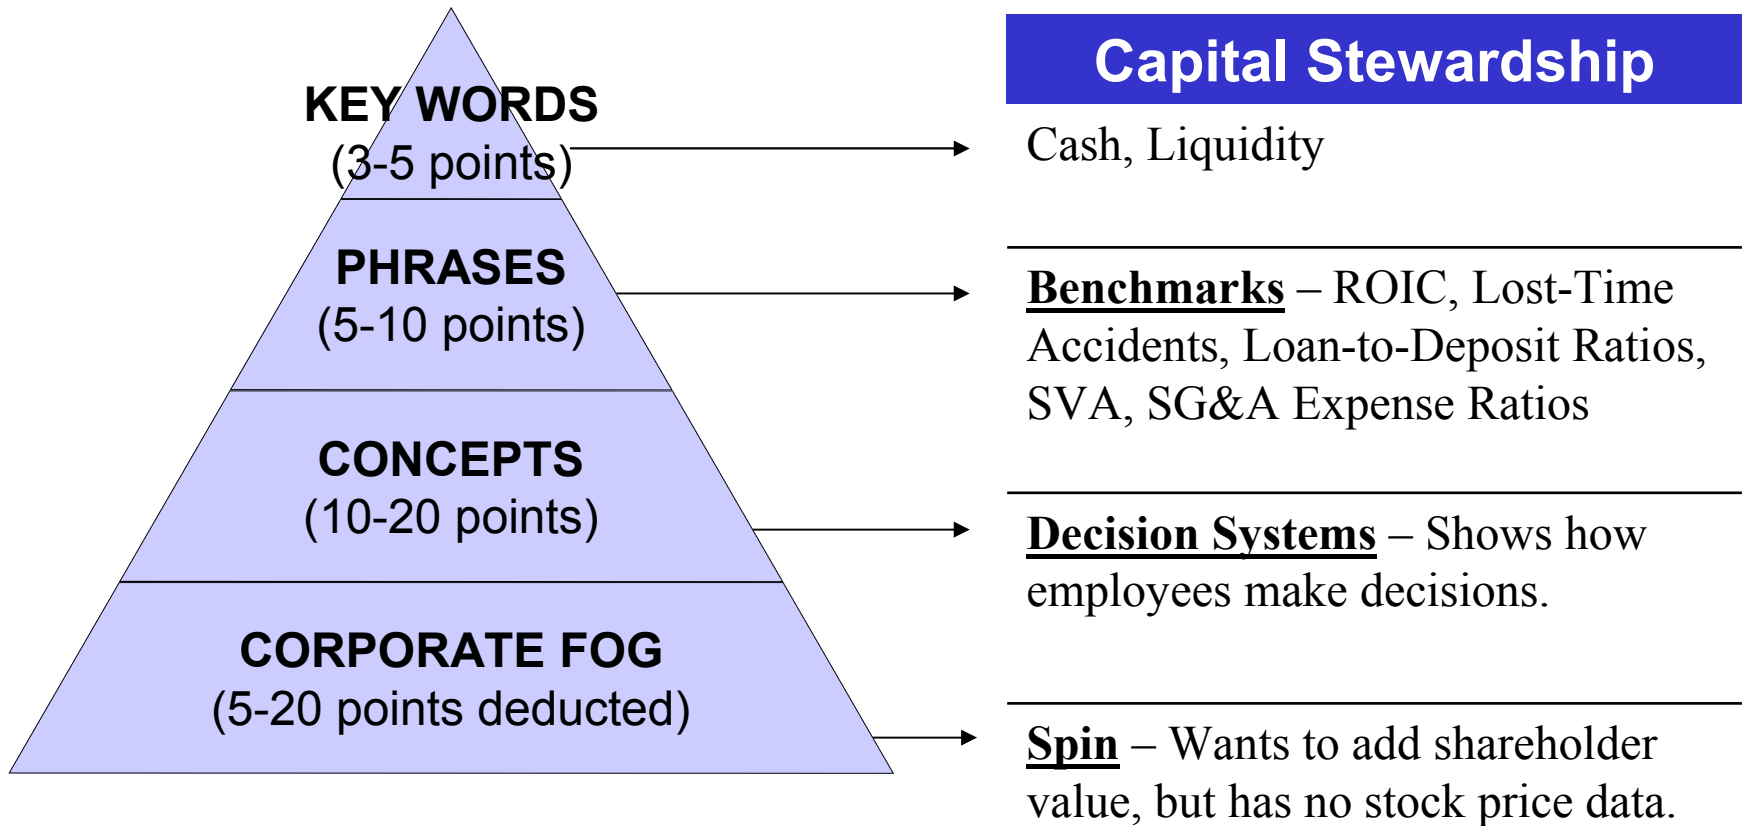 KEY WORDS
(3-5 points)
PHRASES
(5-10 points)
CONCEPTS
(10-20 points)
CORPORATE FOG
(5-20 points deducted)
Capital Stewardship
Cash, Liquidity
Benchmarks – ROIC, Lost-Time
Accidents, Loan-to-Deposit Ratios,
SVA, SG&A Expense Ratios
Decision Systems – Shows how
employees make decisions.
Spin – Wants to add shareholder
value, but has no stock price data.